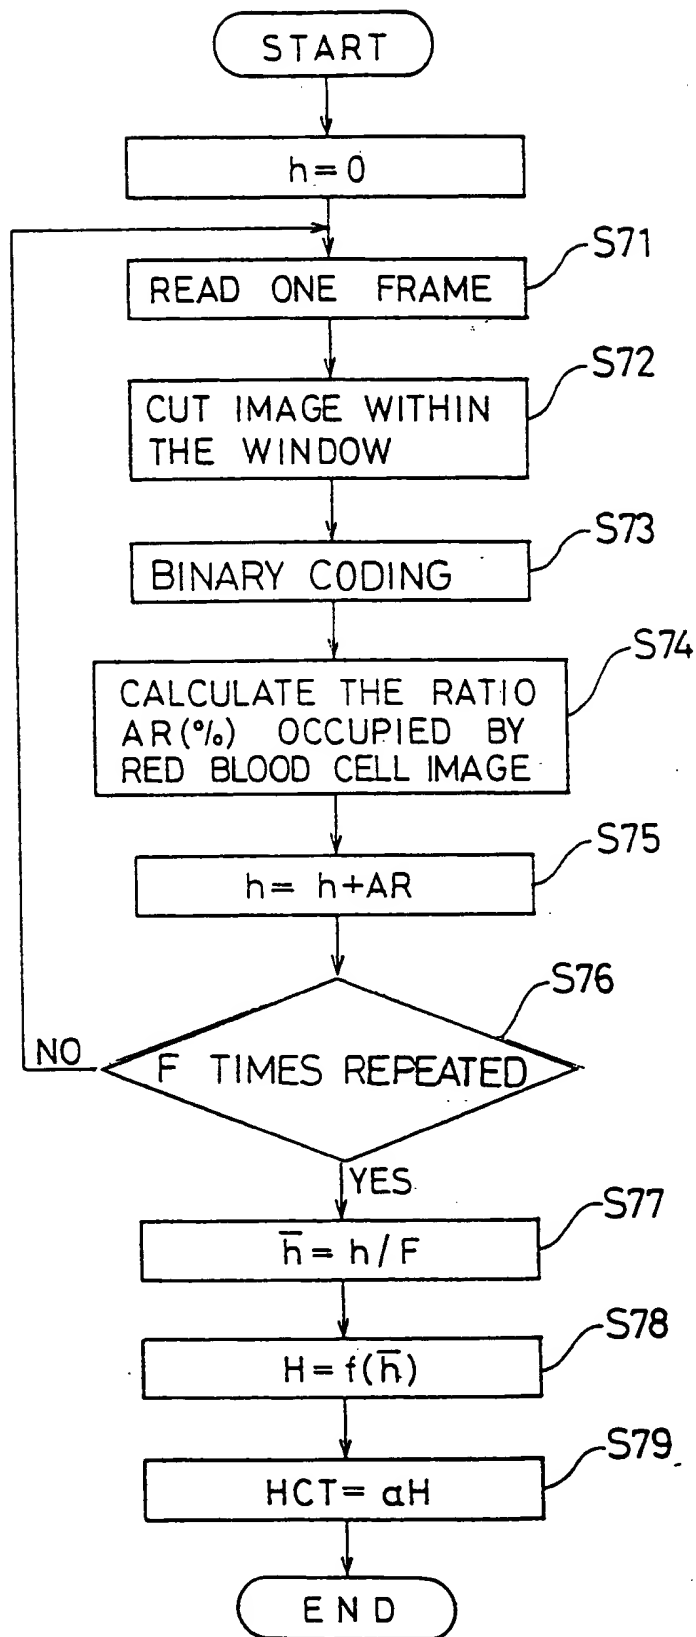 START
h=0
S71
READ ONE FRAME
S72
CUT IMAGE WITHIN
THE WINDOW
S73
BINARY CODING
S74
CALCULATE THE RATIO
AR(%) OCCUPIED BY
RED BLOOD CELL IMAGE
S75
h= h+AR
S76
F TIMES REPEATED
NO
YES
S77
h̅=h/F
S78
H=f(h̅)
S79
HCT= αH
END